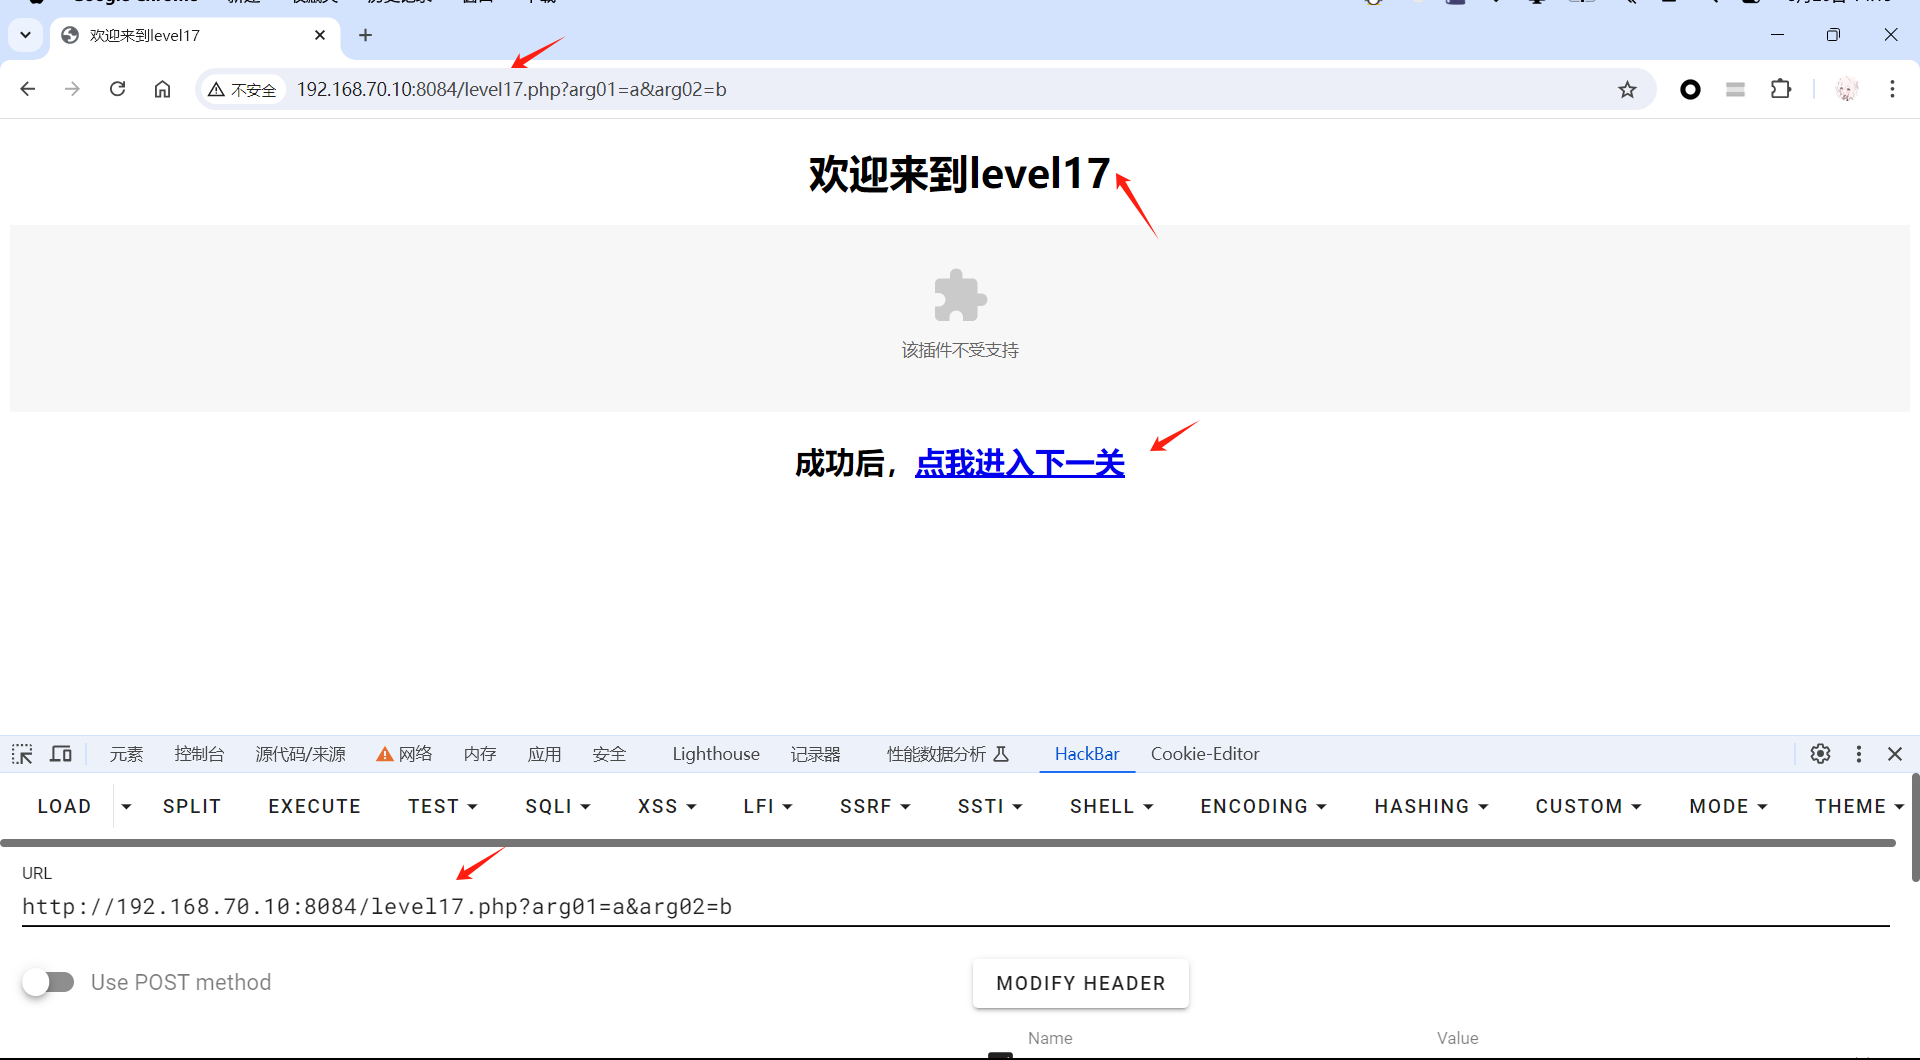 欢迎来到level17
不安全
192.168.70.10:8084/level17.php?arg01=a&arg02=b
欢迎来到level17
该插件不受支持
成功后，点我进入下一关
元素 控制台 源代码/来源 网络 内存 应用 安全 Lighthouse 记录器 性能数据分析 HackBar Cookie-Editor
LOAD SPLIT EXECUTE TEST SQLI XSS LFI SSRF SSTI SHELL ENCODING HASHING CUSTOM MODE THEME
URL
http://192.168.70.10:8084/level17.php?arg01=a&arg02=b
Use POST method
MODIFY HEADER
Name Value